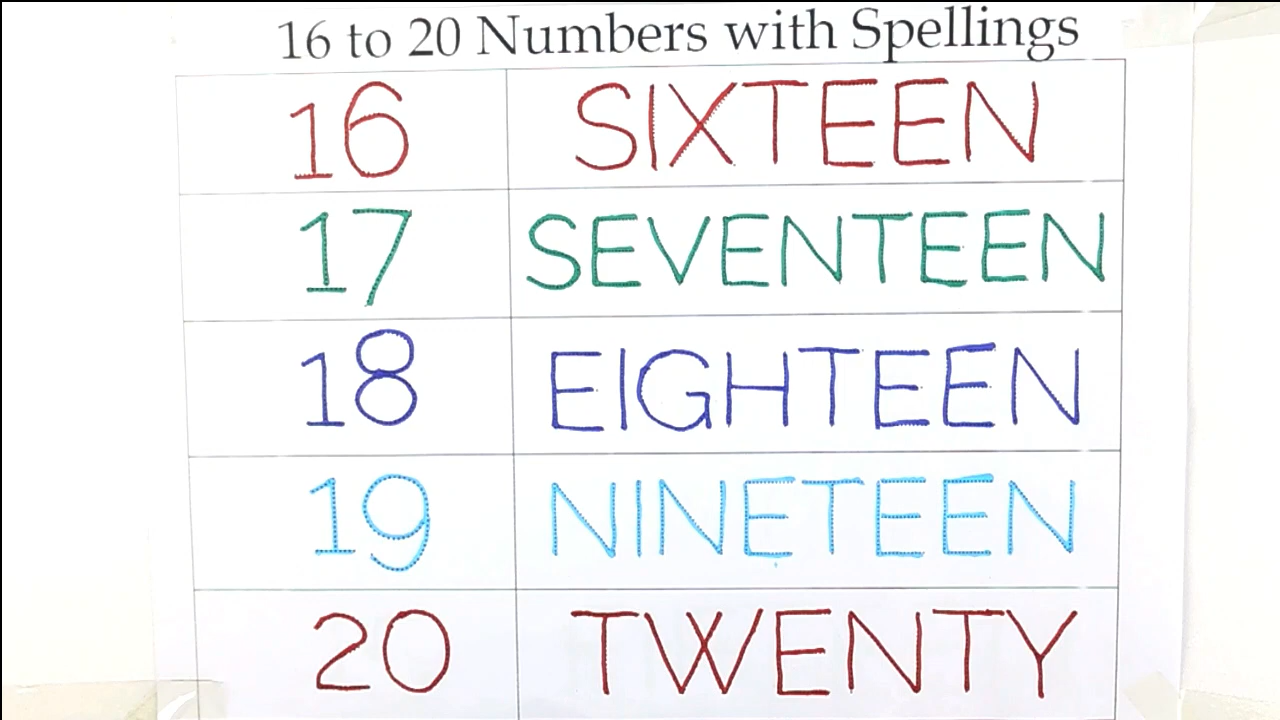 16 to 20 Numbers with Spellings
16 SIXTEEN
17 SEVENTEEN
18 EIGHTEEN
19 NINETEEN
20 TWENTY